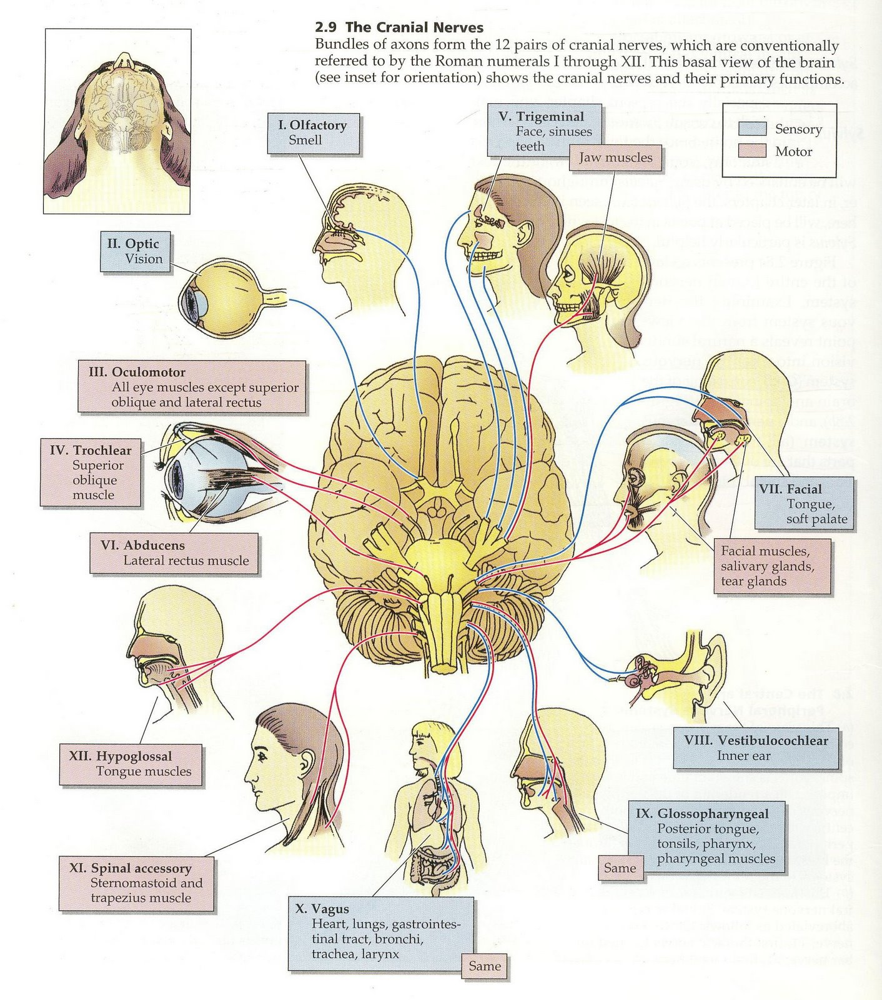 2.9 The Cranial Nerves
Bundles of axons form the 12 pairs of cranial nerves, which are conventionally
referred to by the Roman numerals I through XII. This basal view of the brain
(see inset for orientation) shows the cranial nerves and their primary functions.
Sensory
Motor
I. Olfactory
Smell
V. Trigeminal
Face, sinuses
teeth
Jaw muscles
II. Optic
Vision
III. Oculomotor
All eye muscles except superior
oblique and lateral rectus
IV. Trochlear
Superior
oblique
muscle
VI. Abducens
Lateral rectus muscle
VII. Facial
Tongue,
soft palate
Facial muscles,
salivary glands,
tear glands
VIII. Vestibulocochlear
Inner ear
XII. Hypoglossal
Tongue muscles
IX. Glossopharyngeal
Posterior tongue,
tonsils, pharynx,
pharyngeal muscles
Same
XI. Spinal accessory
Sternomastoid and
trapezius muscle
X. Vagus
Heart, lungs, gastrointes-
tinal tract, bronchi,
trachea, larynx
Same